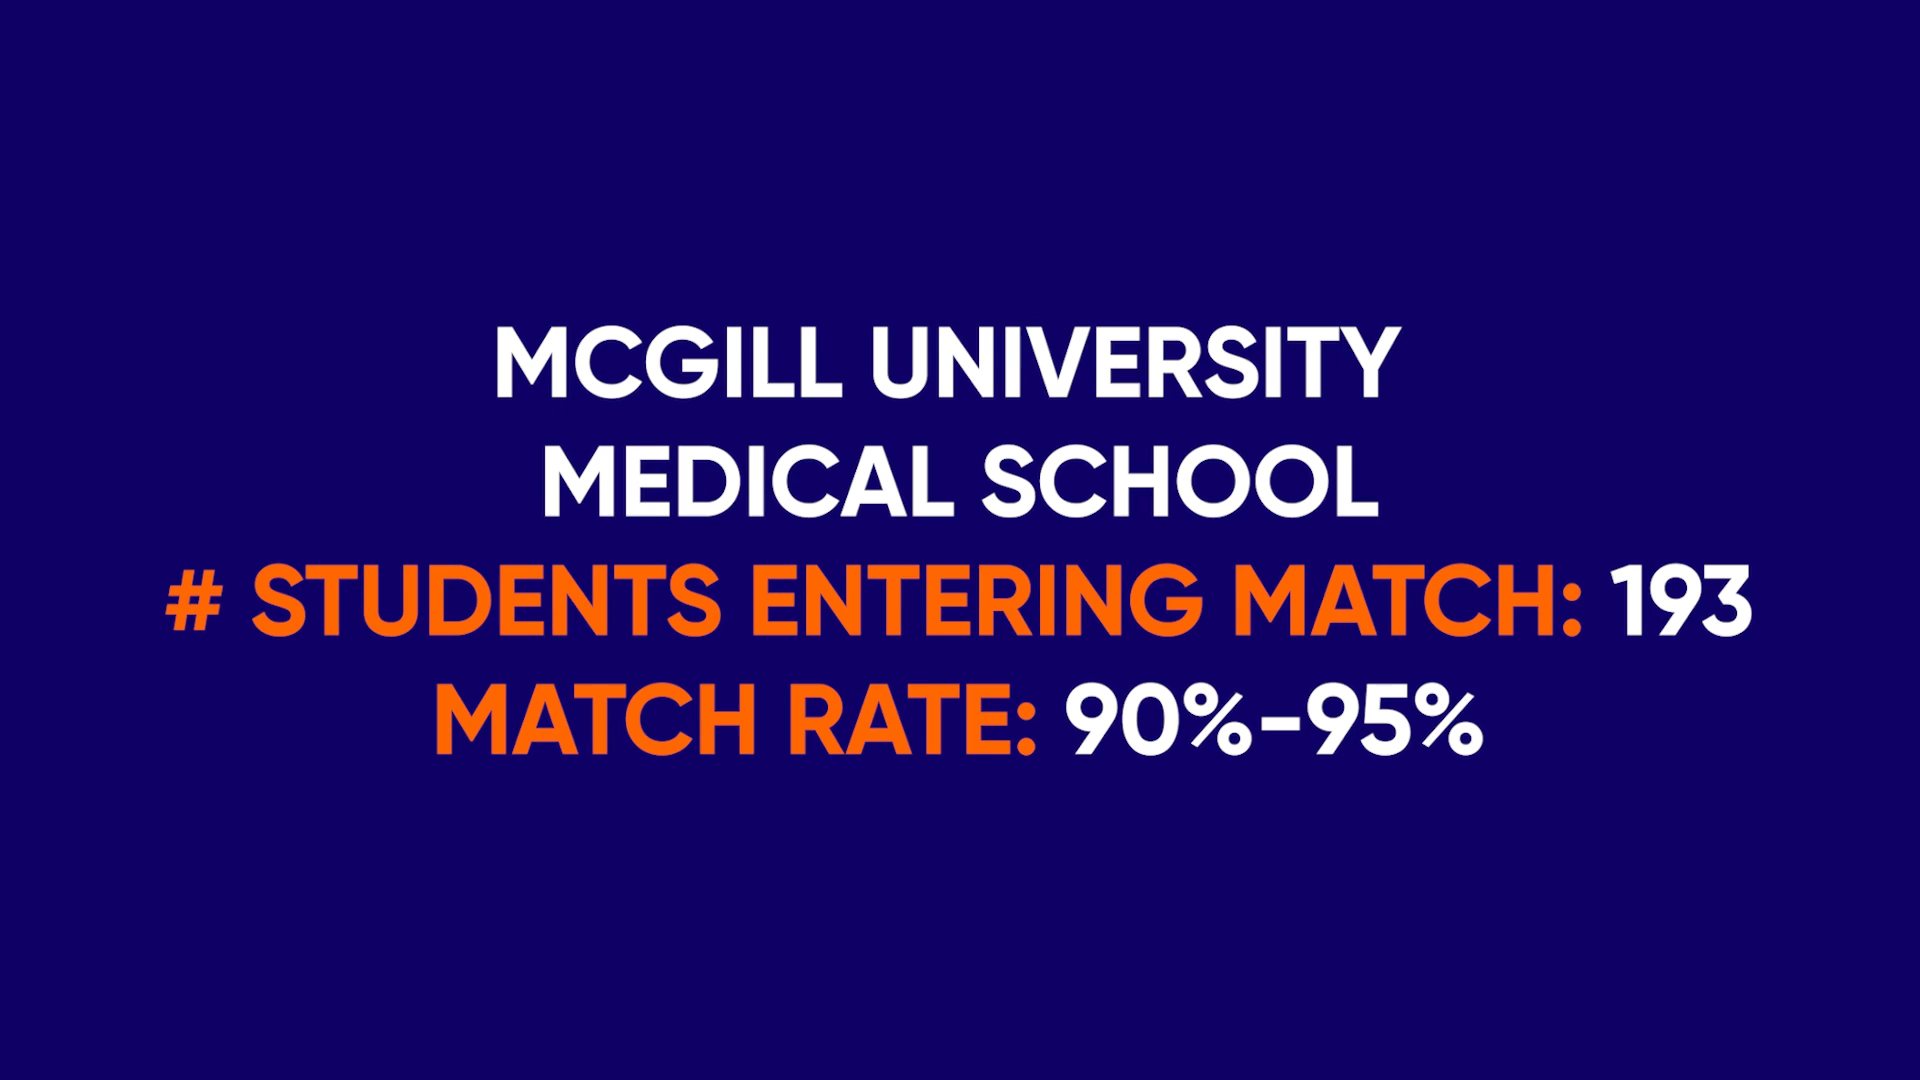 MCGILL UNIVERSITY
MEDICAL SCHOOL
# STUDENTS ENTERING MATCH: 193
MATCH RATE: 90%-95%